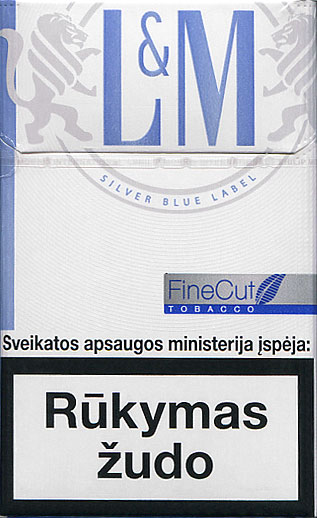 L&M
SILVER BLUE LABEL
FineCut
TOBACCO
Sveikatos apsaugos ministerija įspėja:
Rūkymas
žudo